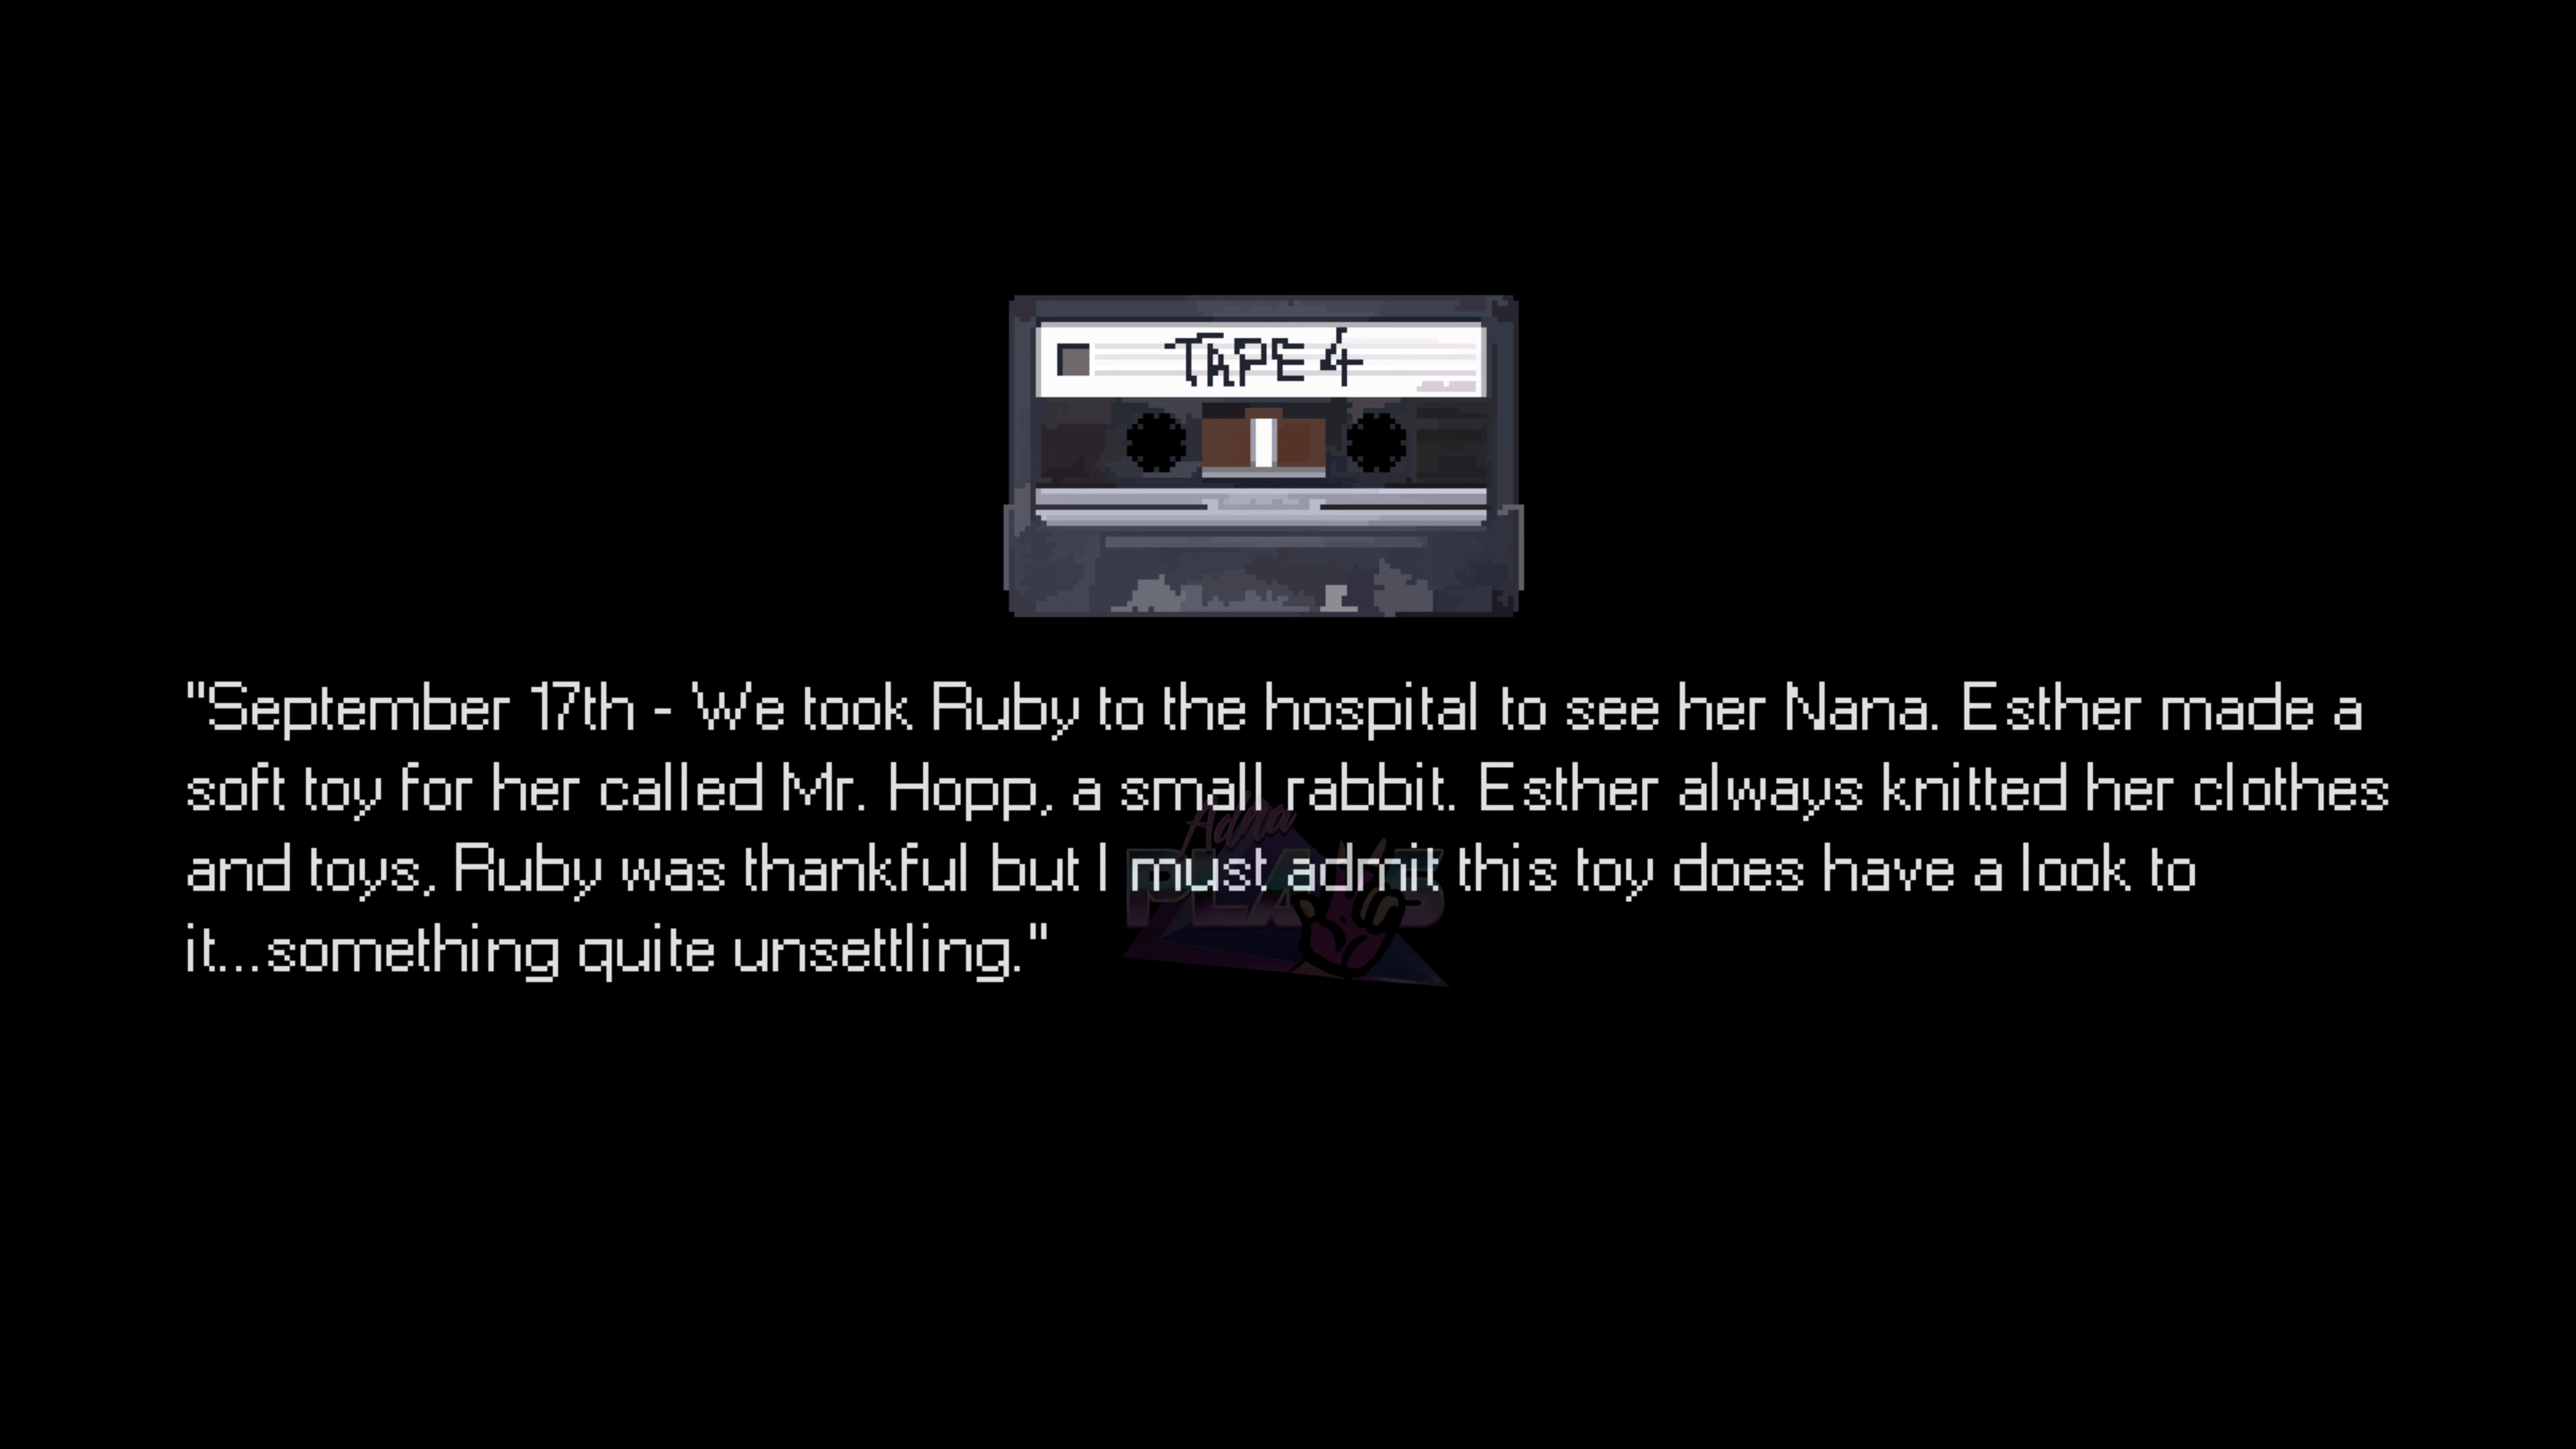 TAPE 4
"September 17th - We took Ruby to the hospital to see her Nana. Esther made a
soft toy for her called Mr. Hopp, a small rabbit. Esther always knitted her clothes
and toys, Ruby was thankful but I must admit this toy does have a look to
it...something quite unsettling."
Adna
PLAYS